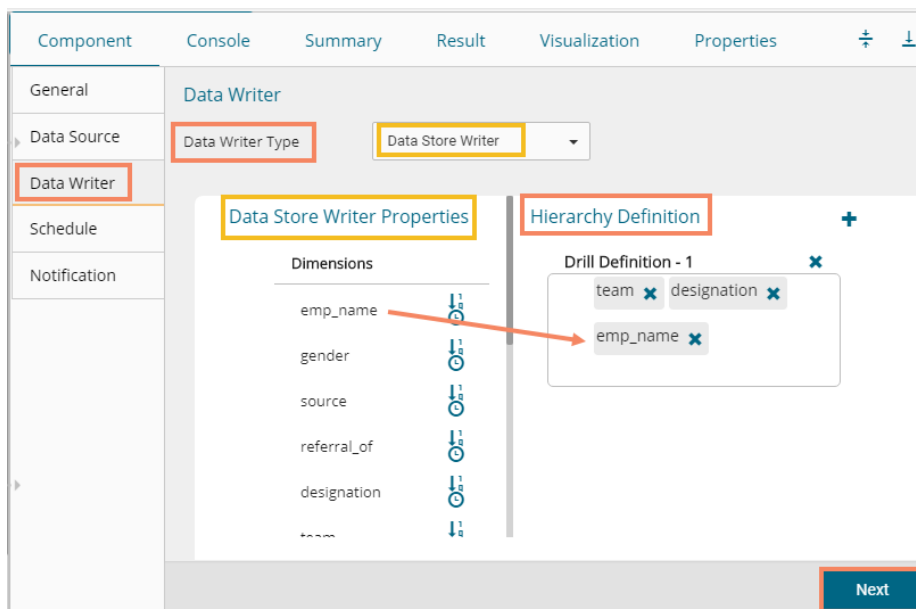 Component Console Summary Result Visualization Properties
General
Data Source
Data Writer
Schedule
Notification
Data Writer
Data Writer Type Data Store Writer
Data Store Writer Properties
Dimensions
emp_name
gender
source
referral_of
designation
team
Hierarchy Definition
Drill Definition - 1
team designation
emp_name
Next